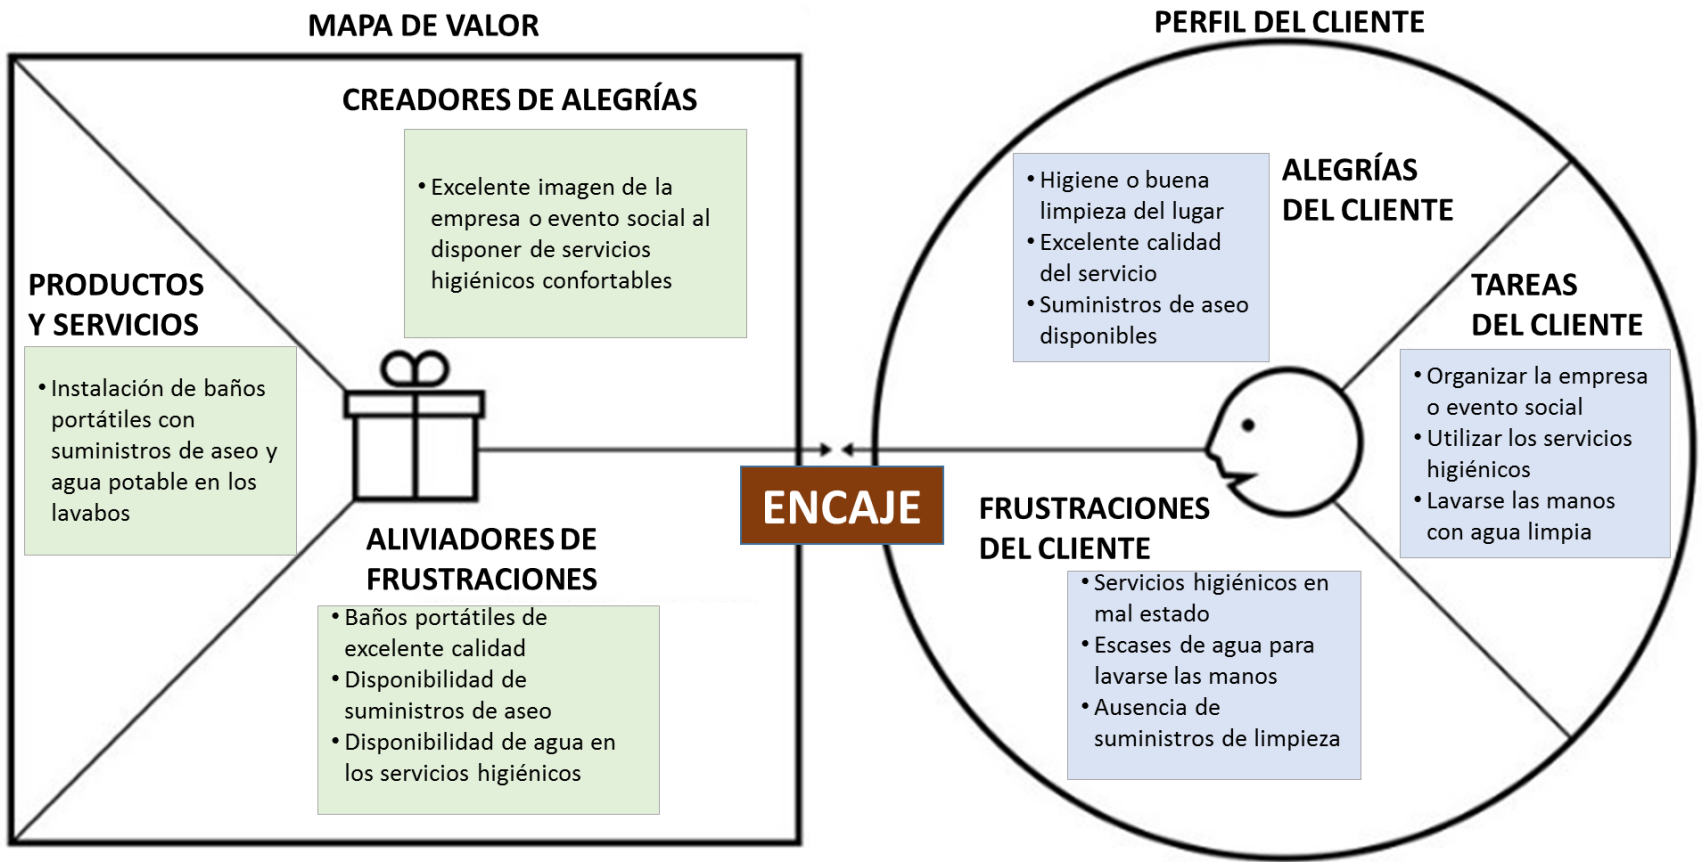 MAPA DE VALOR
CREADORES DE ALEGRÍAS
• Excelente imagen de la
empresa o evento social al
disponer de servicios
higiénicos confortables
PRODUCTOS
Y SERVICIOS
• Instalación de baños
portátiles con
suministros de aseo y
agua potable en los
lavabos
ALIVIADORES DE
FRUSTRACIONES
• Baños portátiles de
excelente calidad
• Disponibilidad de
suministros de aseo
• Disponibilidad de agua en
los servicios higiénicos
ENCAJE
PERFIL DEL CLIENTE
ALEGRÍAS
DEL CLIENTE
• Higiene o buena
limpieza del lugar
• Excelente calidad
del servicio
• Suministros de aseo
disponibles
TAREAS
DEL CLIENTE
• Organizar la empresa
o evento social
• Utilizar los servicios
higiénicos
• Lavarse las manos
con agua limpia
FRUSTRACIONES
DEL CLIENTE
• Servicios higiénicos en
mal estado
• Escases de agua para
lavarse las manos
• Ausencia de
suministros de limpieza